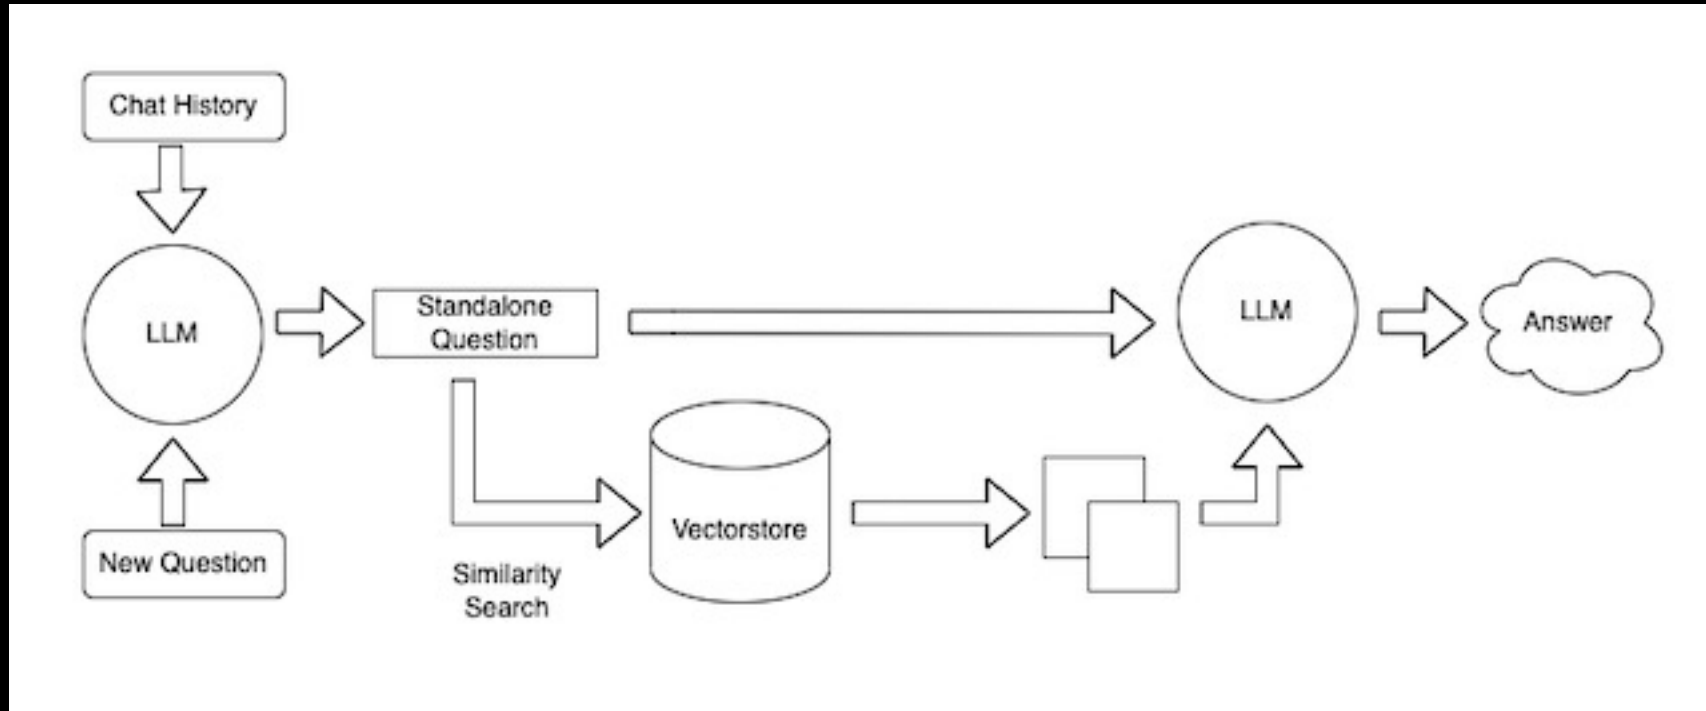 Chat History
LLM
New Question
Standalone
Question
Similarity
Search
Vectorstore
LLM
Answer